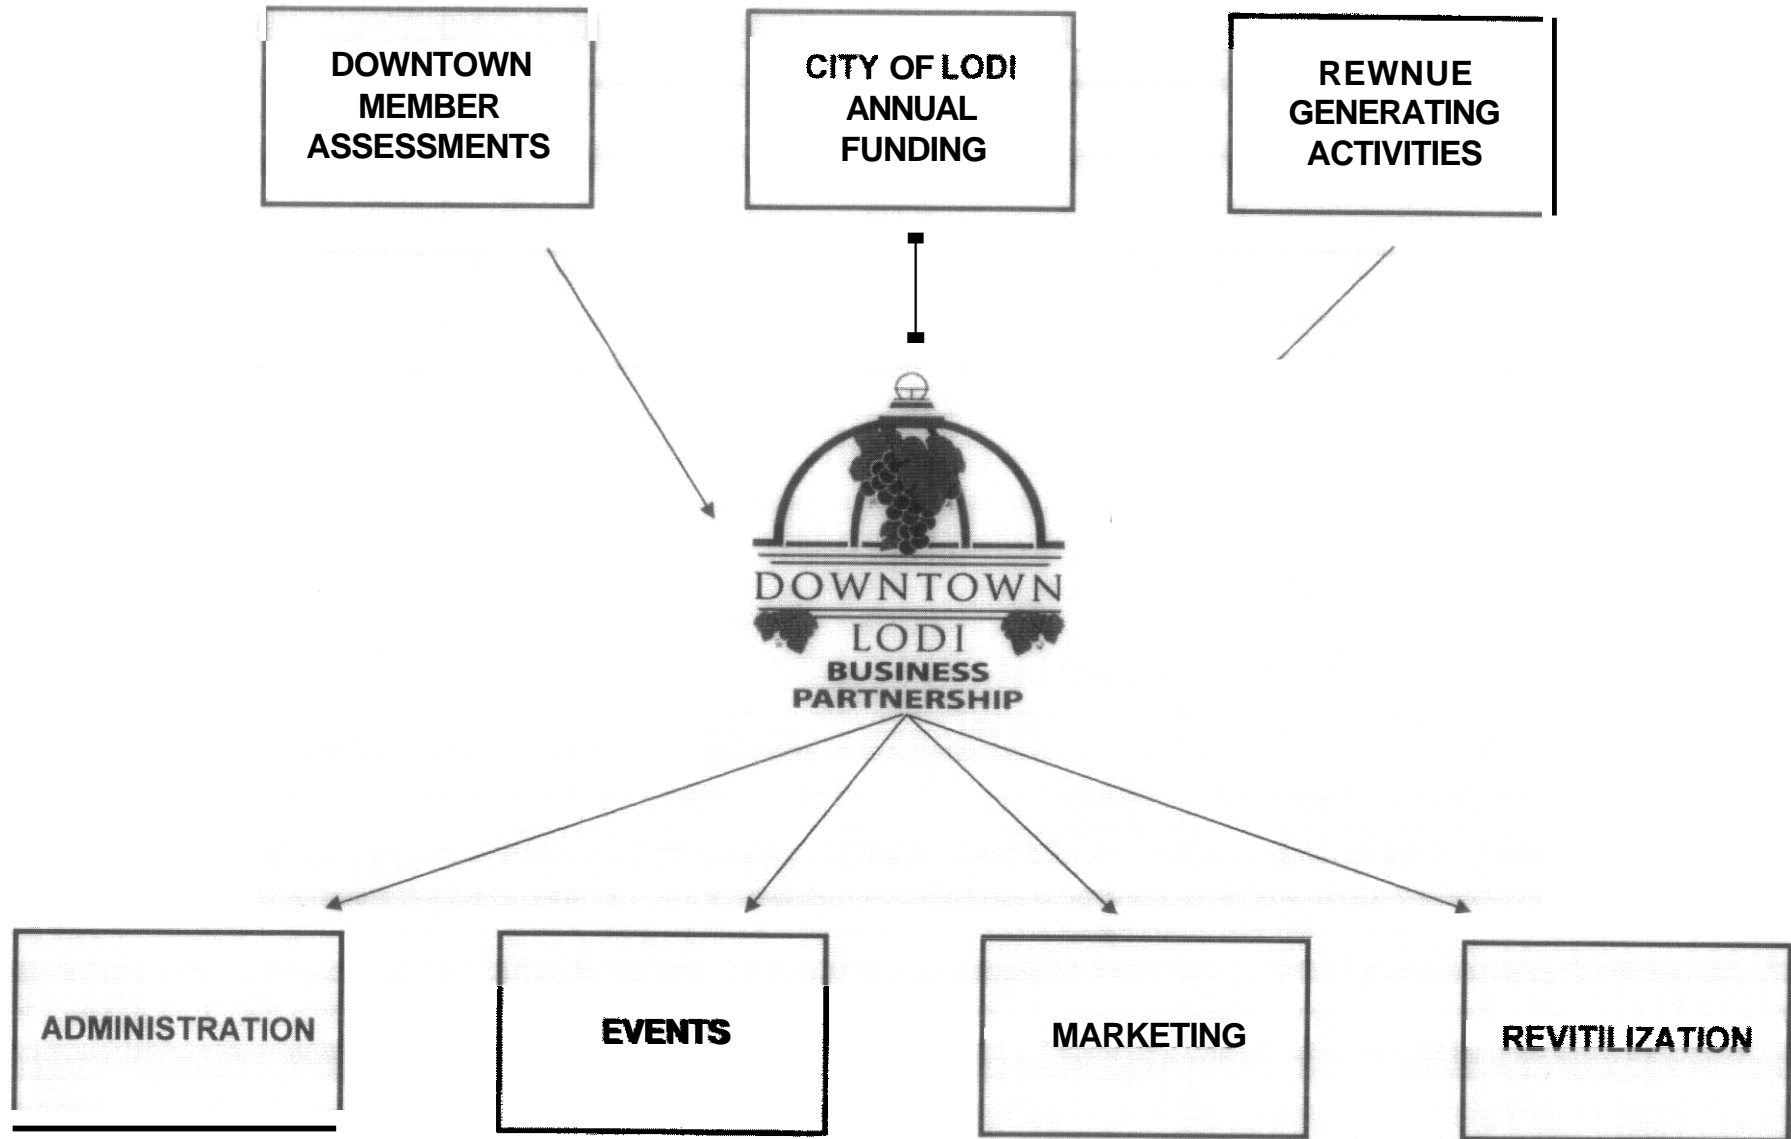 DOWNTOWN
MEMBER
ASSESSMENTS
CITY OF LODI
ANNUAL
FUNDING
REWNUE
GENERATING
ACTIVITIES
DOWNTOWN
LODI
BUSINESS
PARTNERSHIP
ADMINISTRATION
EVENTS
MARKETING
REVITILIZATION